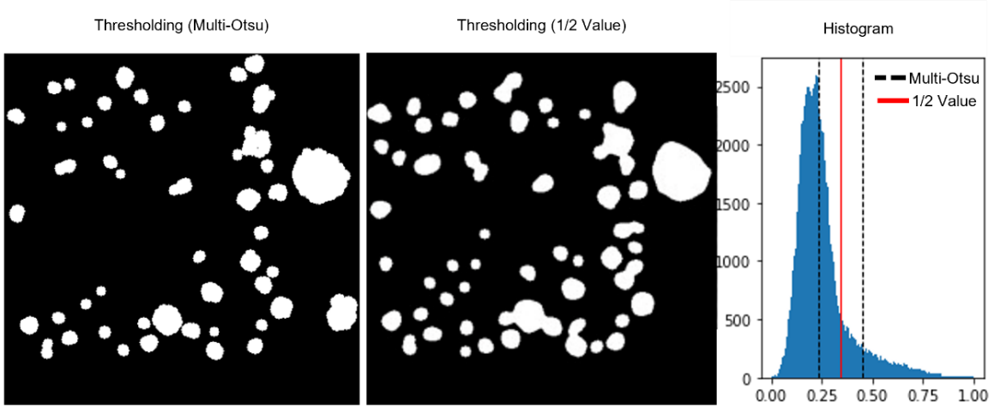 Thresholding (Multi-Otsu)
Thresholding (1/2 Value)
Histogram
Multi-Otsu
1/2 Value
2500
2000
1500
1000
500
0
0.00 0.25 0.50 0.75 1.00